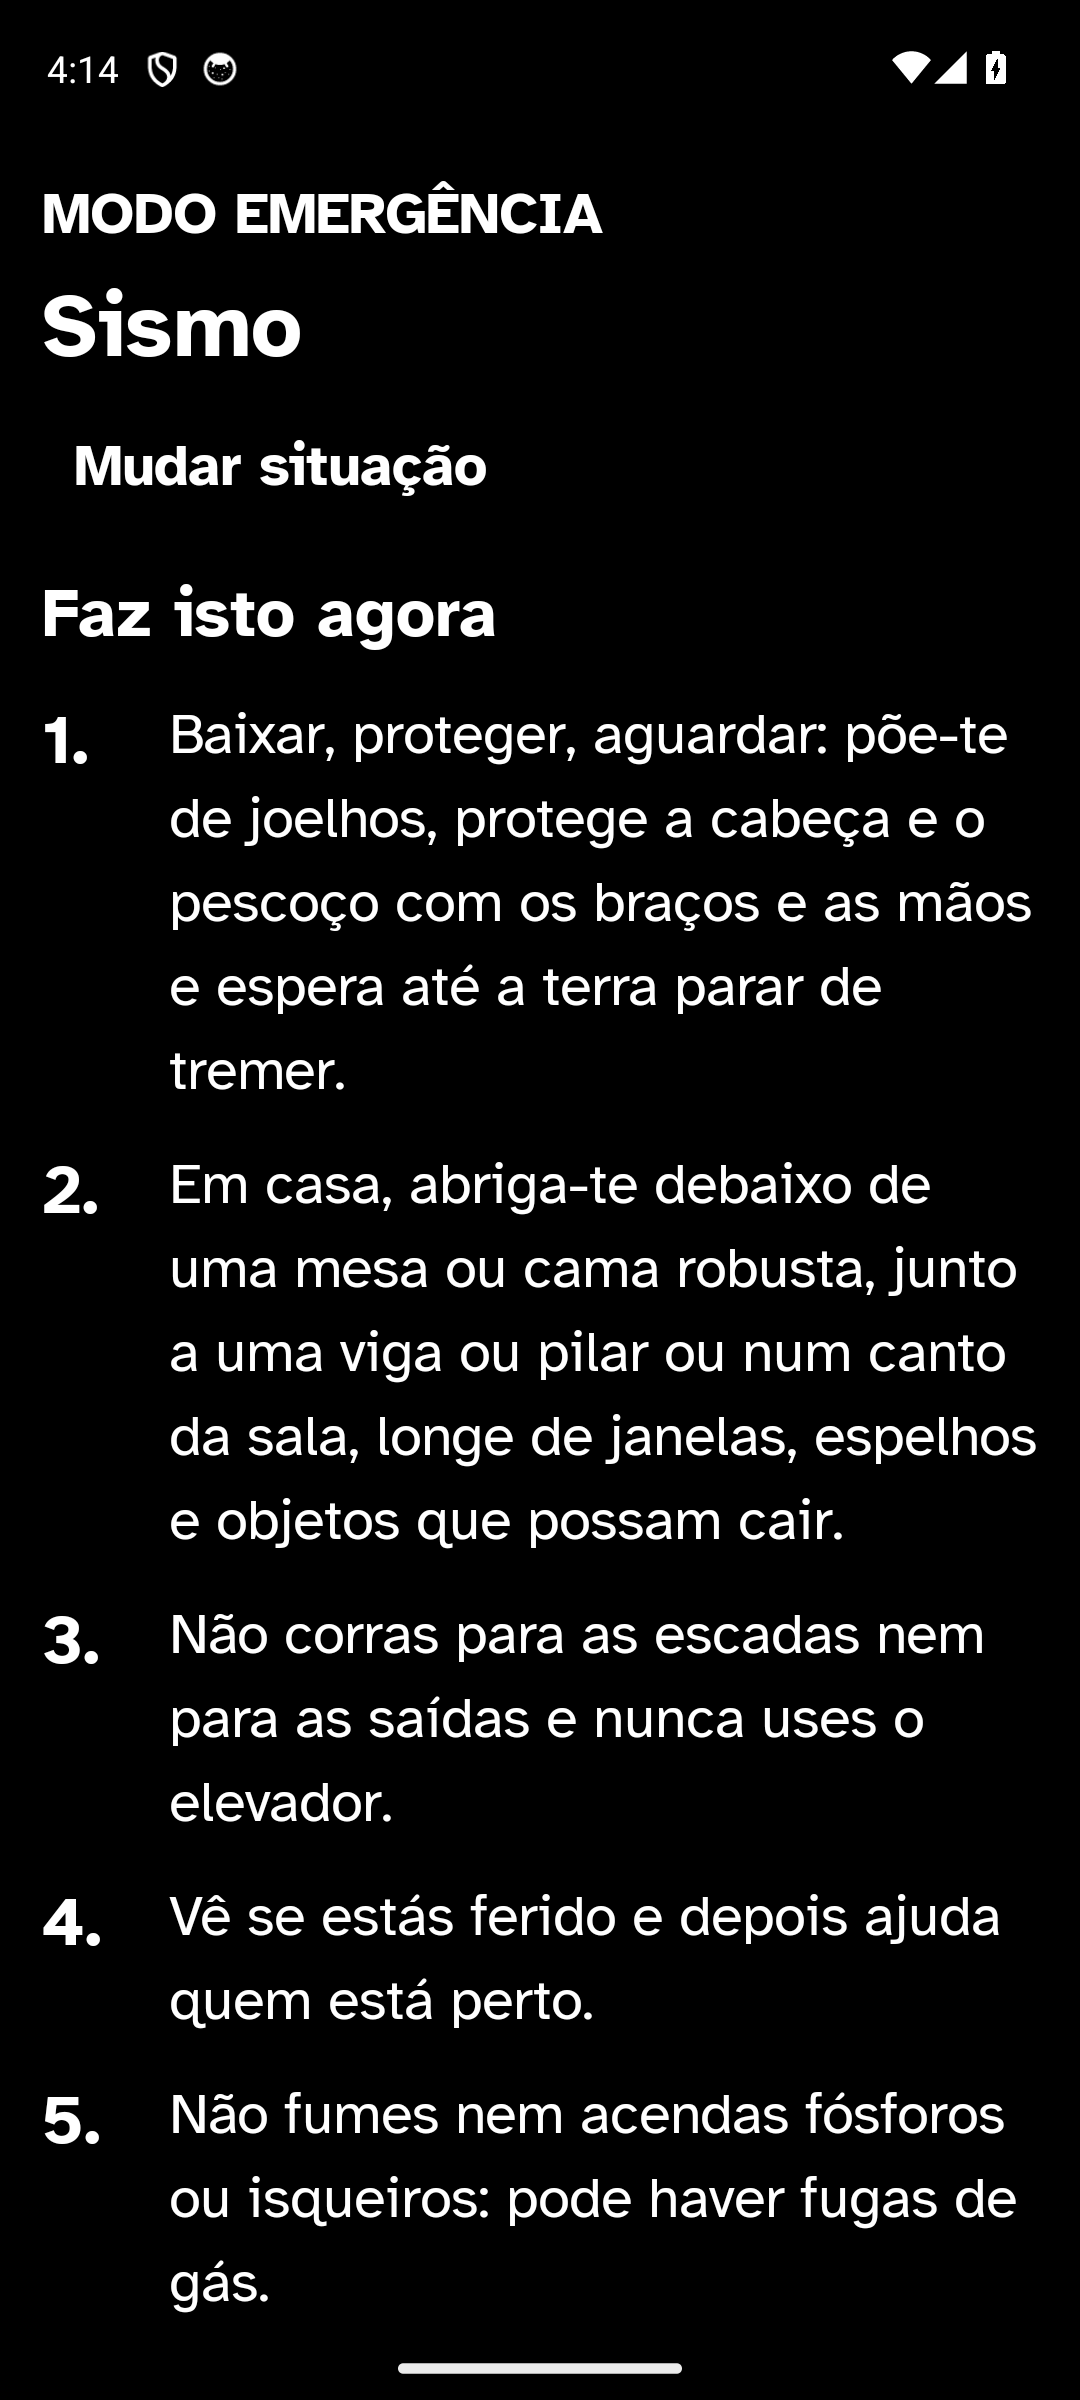 4:14
MODO EMERGÊNCIA
Sismo
Mudar situação
Faz isto agora
1. Baixar, proteger, aguardar: põe-te
de joelhos, protege a cabeça e o
pescoço com os braços e as mãos
e espera até a terra parar de
tremer.
2. Em casa, abriga-te debaixo de
uma mesa ou cama robusta, junto
a uma viga ou pilar ou num canto
da sala, longe de janelas, espelhos
e objetos que possam cair.
3. Não corras para as escadas nem
para as saídas e nunca uses o
elevador.
4. Vê se estás ferido e depois ajuda
quem está perto.
5. Não fumes nem acendas fósforos
ou isqueiros: pode haver fugas de
gás.